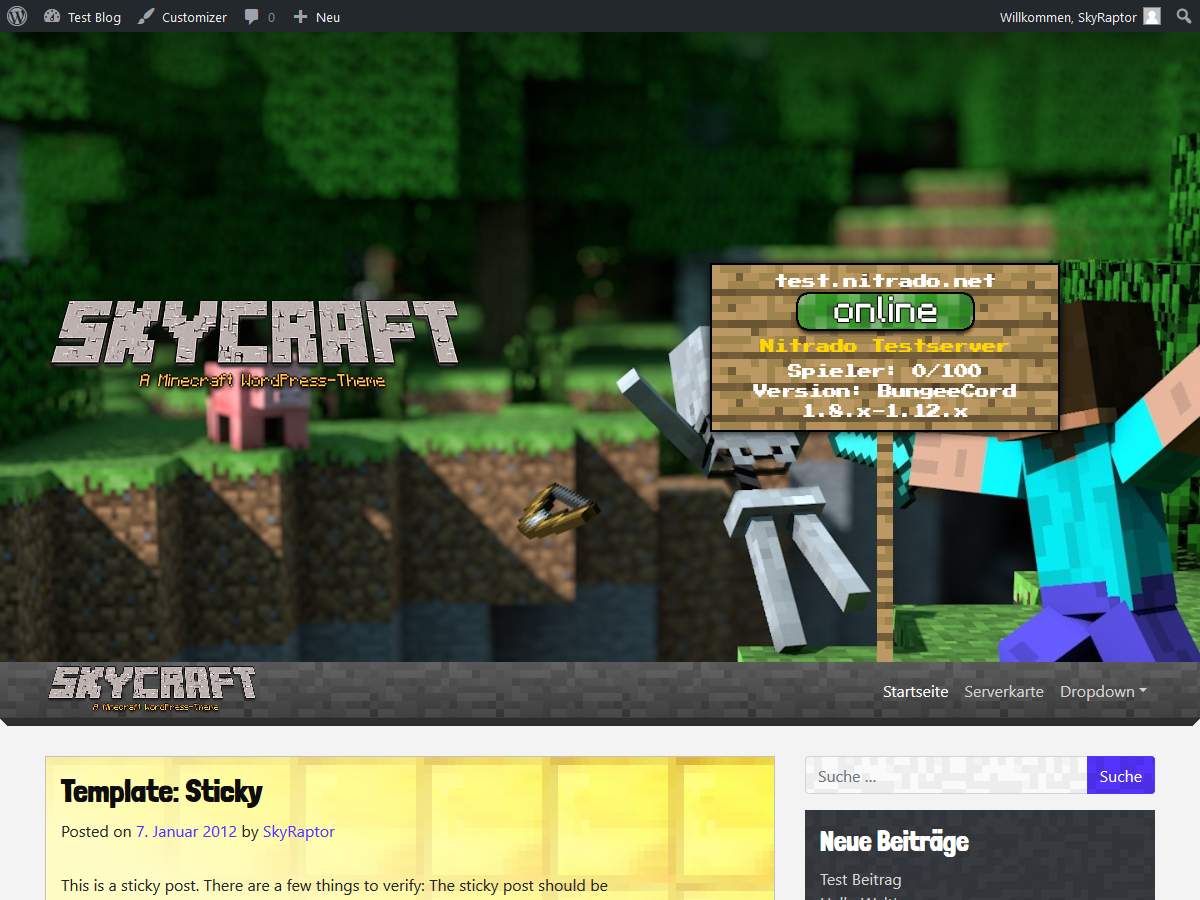 Test Blog Customizer 0 Neu Willkommen, SkyRaptor
SKYCRAFT
A Minecraft WordPress-Theme
test.nitrado.net
online
Nitrado Testserver
Spieler: 0/100
Version: BungeeCord
1.8.x-1.12.x
SKYCRAFT
A Minecraft WordPress-Theme
Startseite Serverkarte Dropdown
Template: Sticky
Posted on 7. Januar 2012 by SkyRaptor
This is a sticky post. There are a few things to verify: The sticky post should be
Suche ...
Suche
Neue Beiträge
Test Beitrag